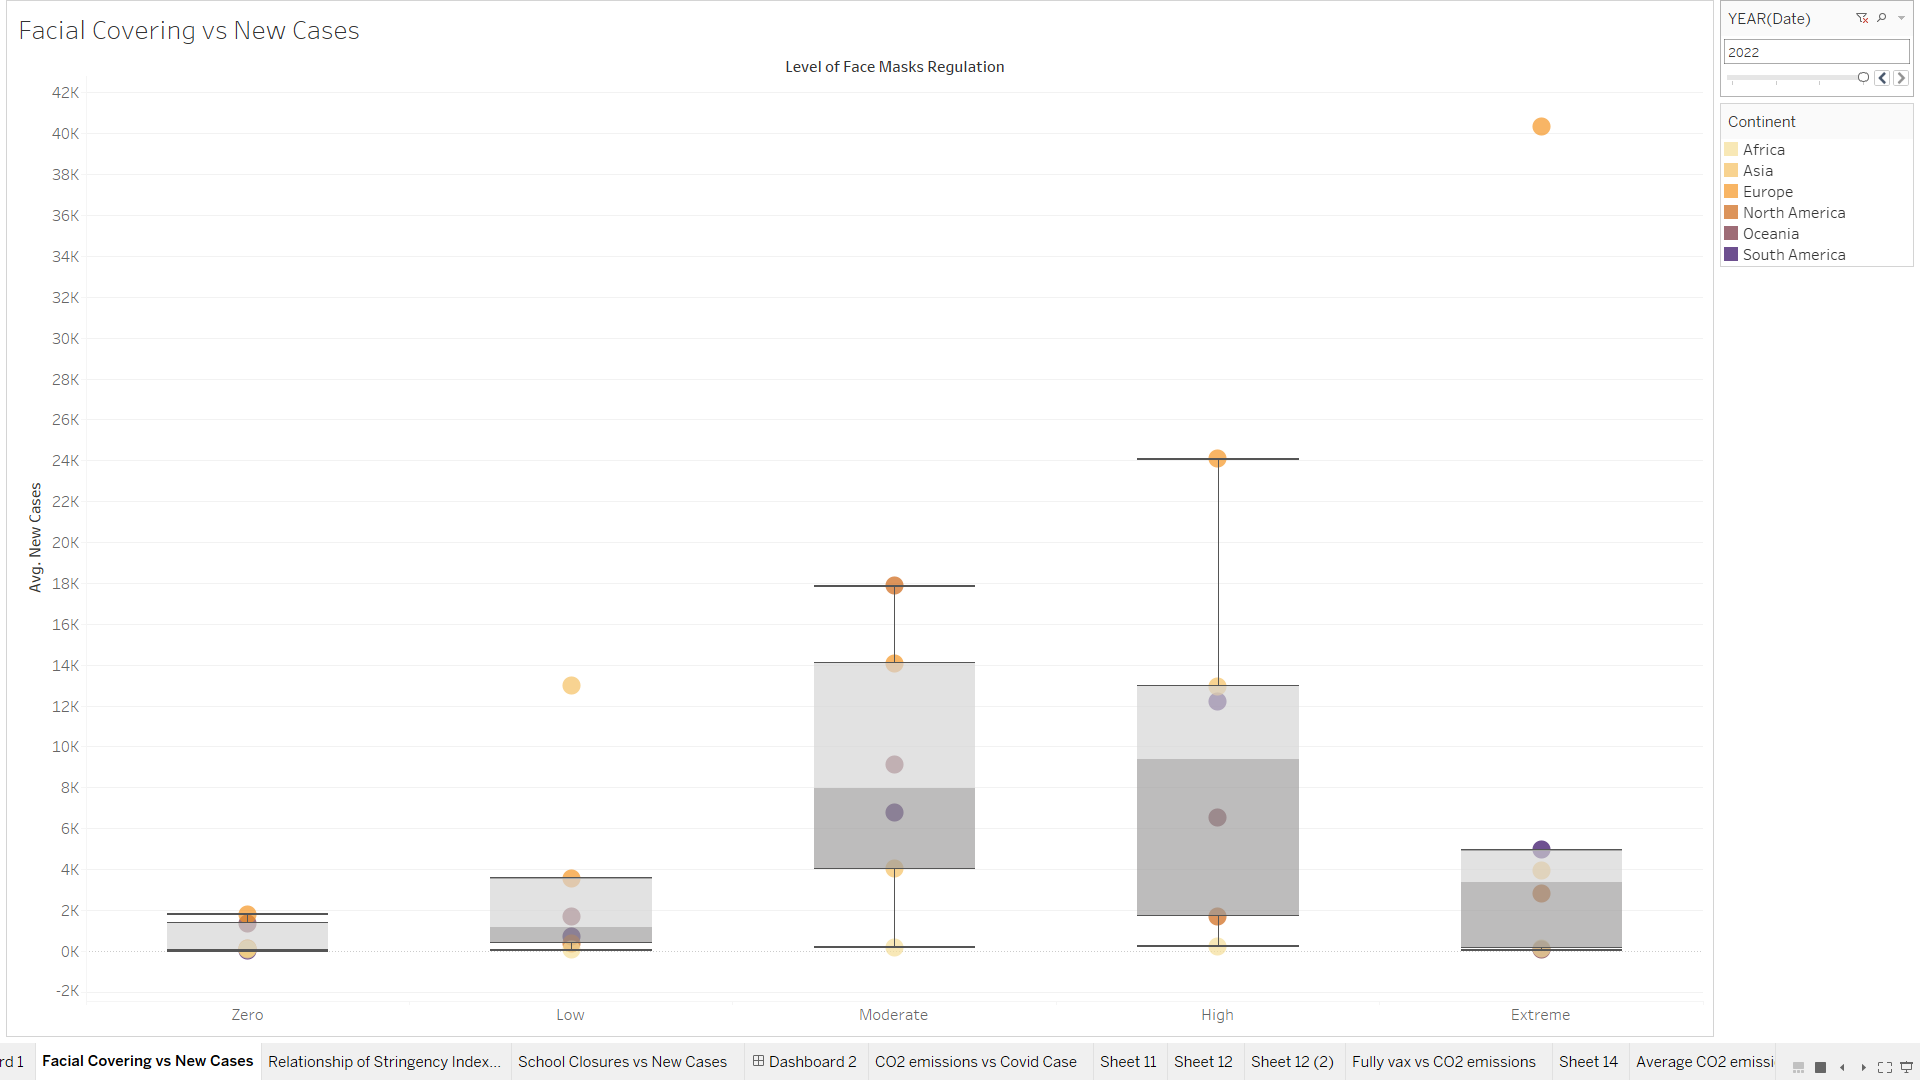 Facial Covering vs New Cases
Level of Face Masks Regulation
42K
40K
38K
36K
34K
32K
30K
28K
26K
24K
22K
20K
18K
16K
14K
12K
10K
8K
6K
4K
2K
0K
-2K
Avg. New Cases
Zero
Low
Moderate
High
Extreme
YEAR(Date)
2022
Continent
Africa
Asia
Europe
North America
Oceania
South America
rd 1
Facial Covering vs New Cases
Relationship of Stringency Index...
School Closures vs New Cases
Dashboard 2
CO2 emissions vs Covid Case
Sheet 11
Sheet 12
Sheet 12 (2)
Fully vax vs CO2 emissions
Sheet 14
Average CO2 emissi